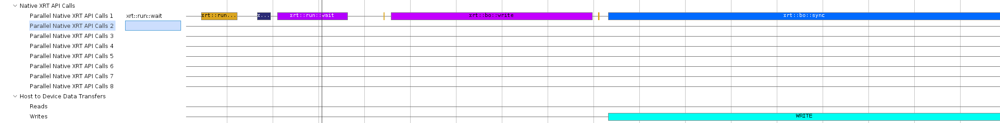 Native XRT API Calls
Parallel Native XRT API Calls 1 xrt::run::wait xrt::run... x... xrt::run::wait xrt::bo::write xrt::bo::sync
Parallel Native XRT API Calls 2
Parallel Native XRT API Calls 3
Parallel Native XRT API Calls 4
Parallel Native XRT API Calls 5
Parallel Native XRT API Calls 6
Parallel Native XRT API Calls 7
Parallel Native XRT API Calls 8
Host to Device Data Transfers
Reads
Writes WRITE